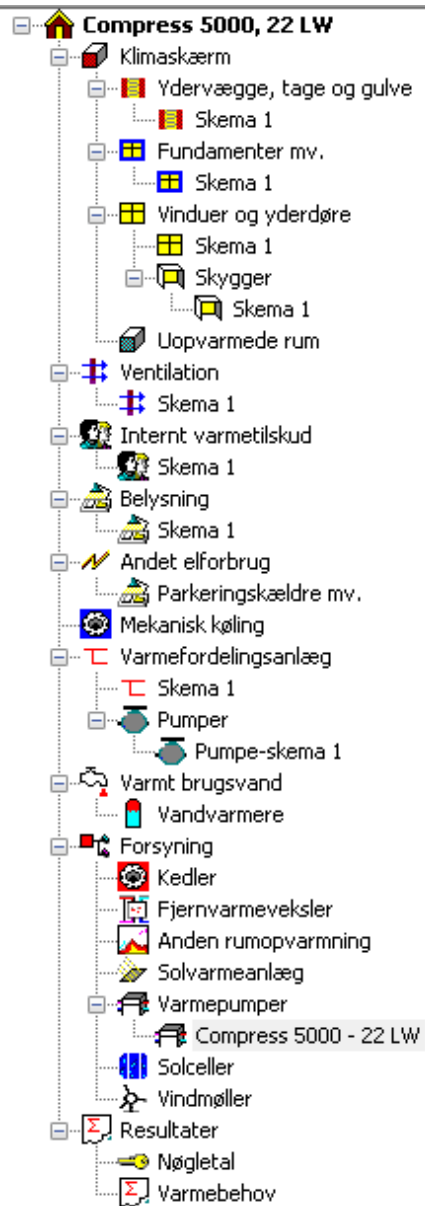 Compress 5000, 22 LW
Klimaskærm
Ydervægge, tage og gulve
Skema 1
Fundamenter mv.
Skema 1
Vinduer og yderdøre
Skema 1
Skygger
Skema 1
Uopvarmede rum
Ventilation
Skema 1
Internt varmetilskud
Skema 1
Belysning
Skema 1
Andet elforbrug
Parkeringskældre mv.
Mekanisk køling
Varmefordelingsanlæg
Skema 1
Pumper
Pumpe-skema 1
Varmt brugsvand
Vandvarmere
Forsyning
Kedler
Fjernvarmeveksler
Anden rumopvarmning
Solvarmeanlæg
Varmepumper
Compress 5000 - 22 LW
Solceller
Vindmøller
Resultater
Nøgletal
Varmebehov